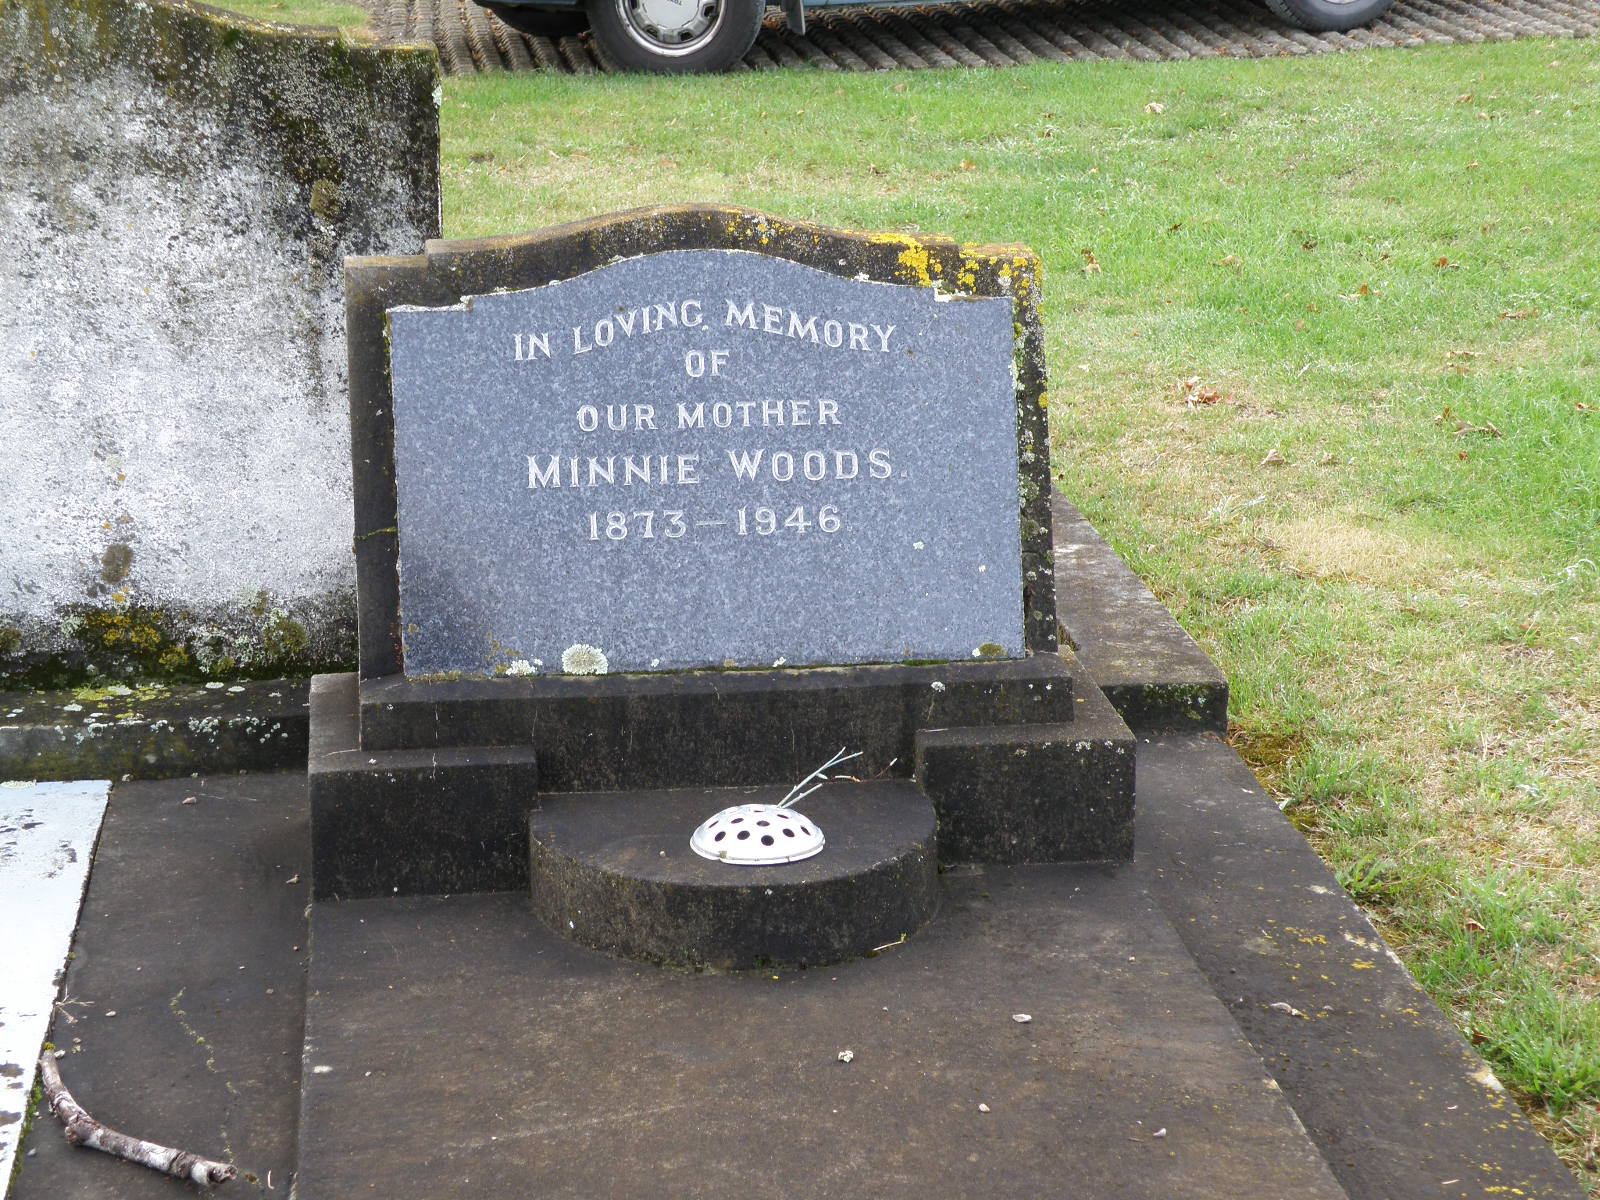 IN LOVING MEMORY
OF
OUR MOTHER
MINNIE WOODS.
1873—1946.